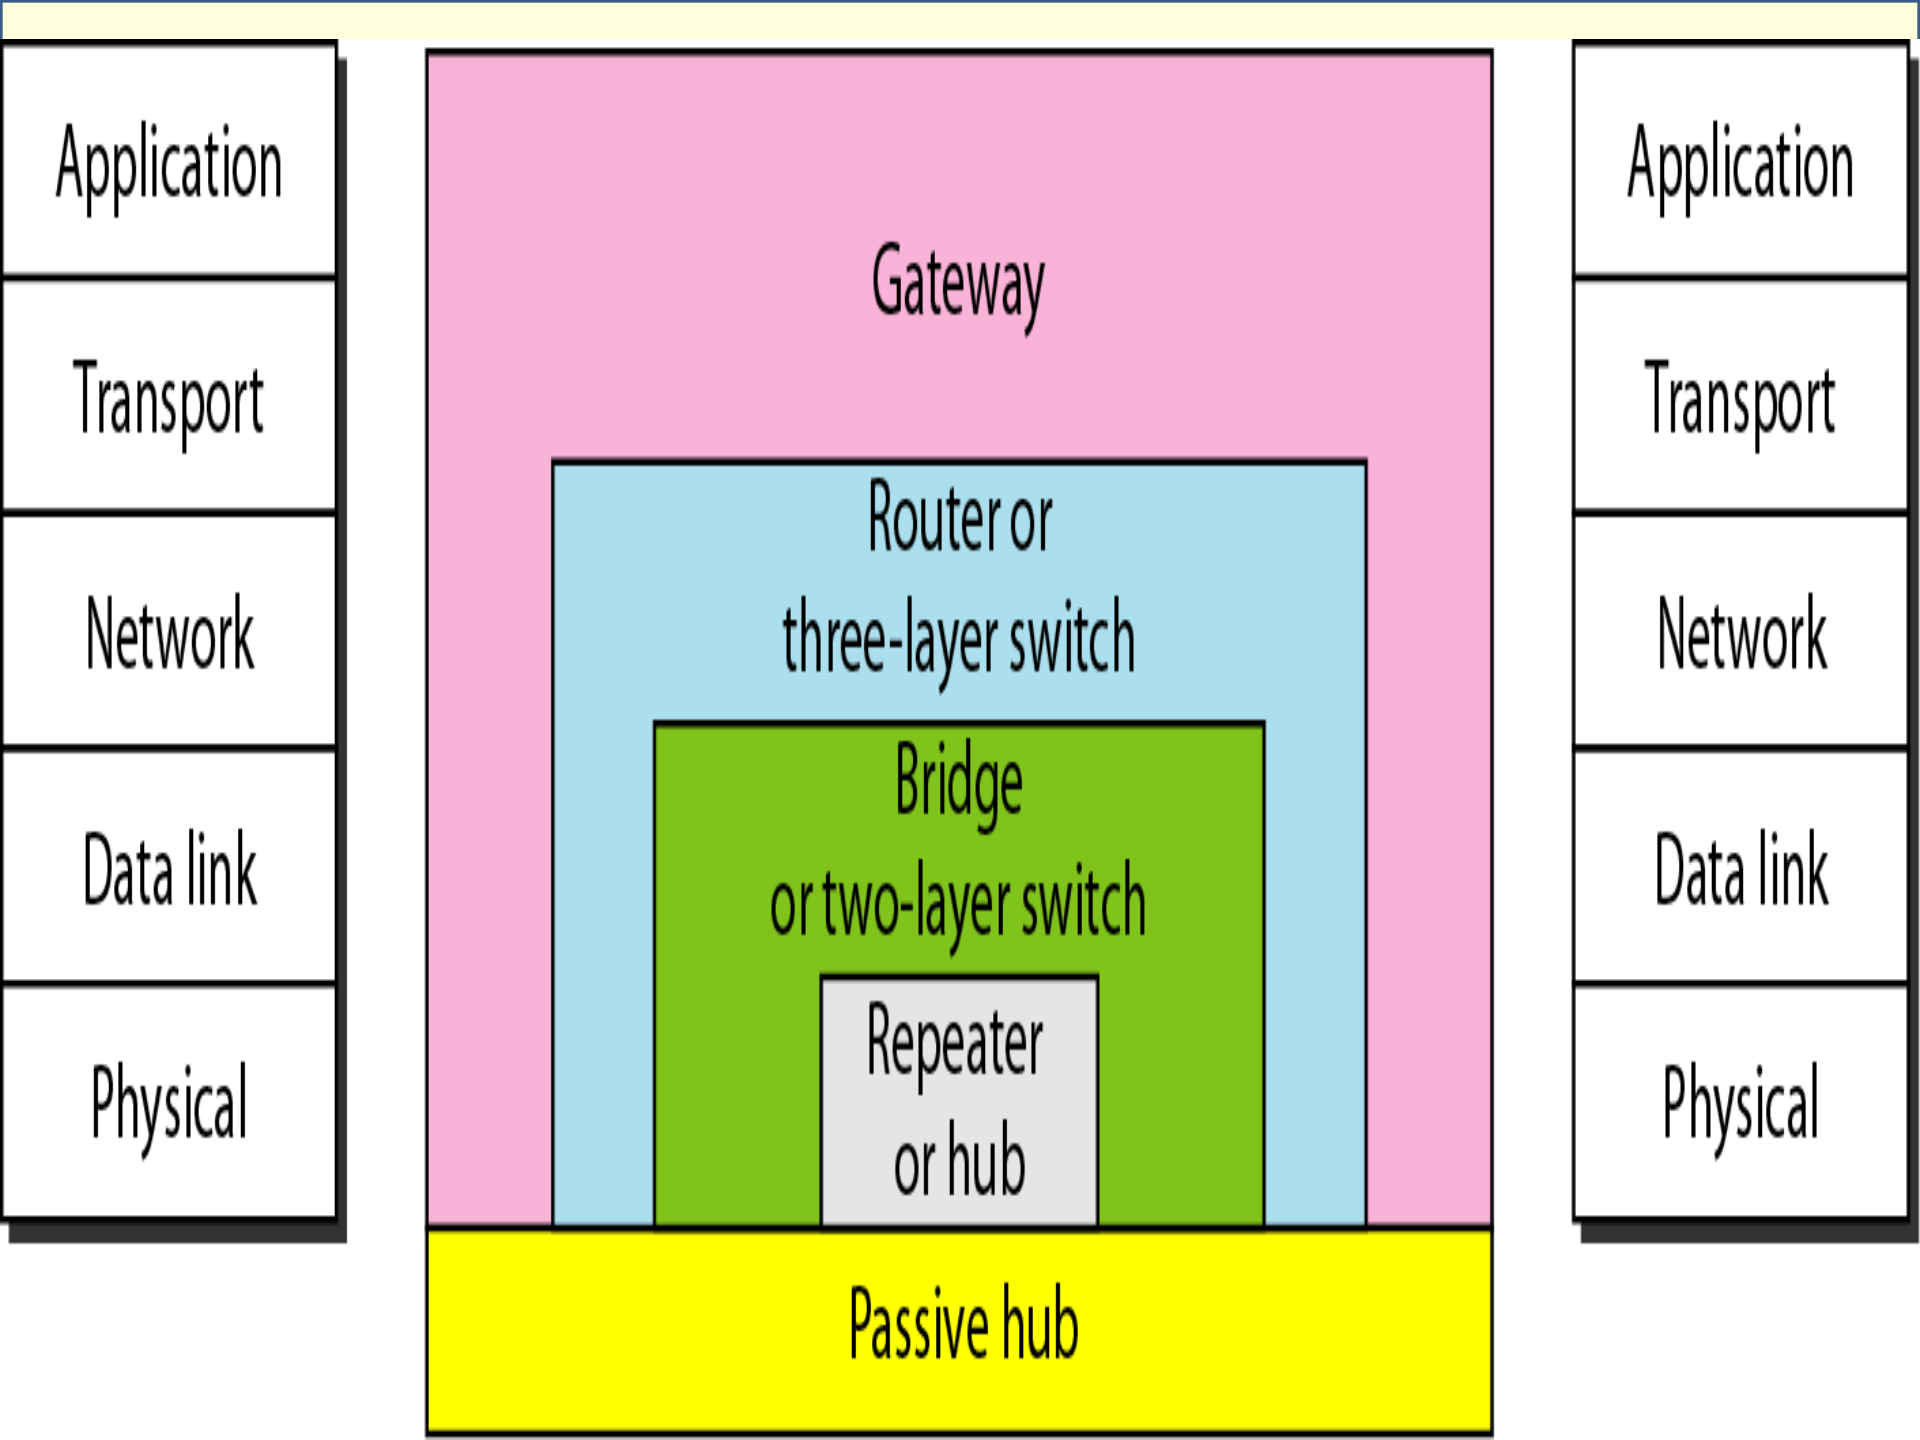 Application
Transport
Network
Data link
Physical
Gateway
Router or
three-layer switch
Bridge
or two-layer switch
Repeater
or hub
Passive hub
Application
Transport
Network
Data link
Physical